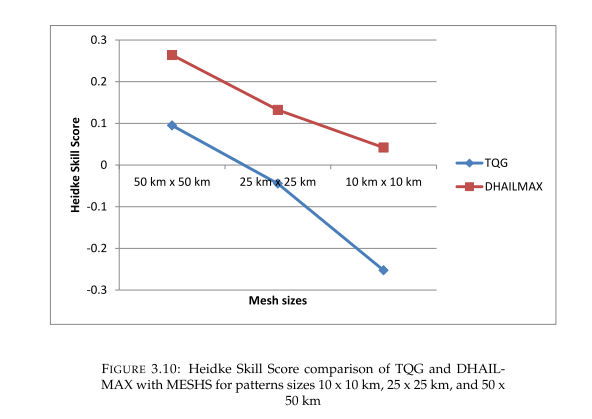 0.3
0.2
0.1
0
-0.1
-0.2
-0.3
Heidke Skill Score
50 km x 50 km 25 km x 25 km 10 km x 10 km
Mesh sizes
TQG
DHAILMAX
FIGURE 3.10: Heidke Skill Score comparison of TQG and DHAIL-
MAX with MESHS for patterns sizes 10 x 10 km, 25 x 25 km, and 50 x
50 km